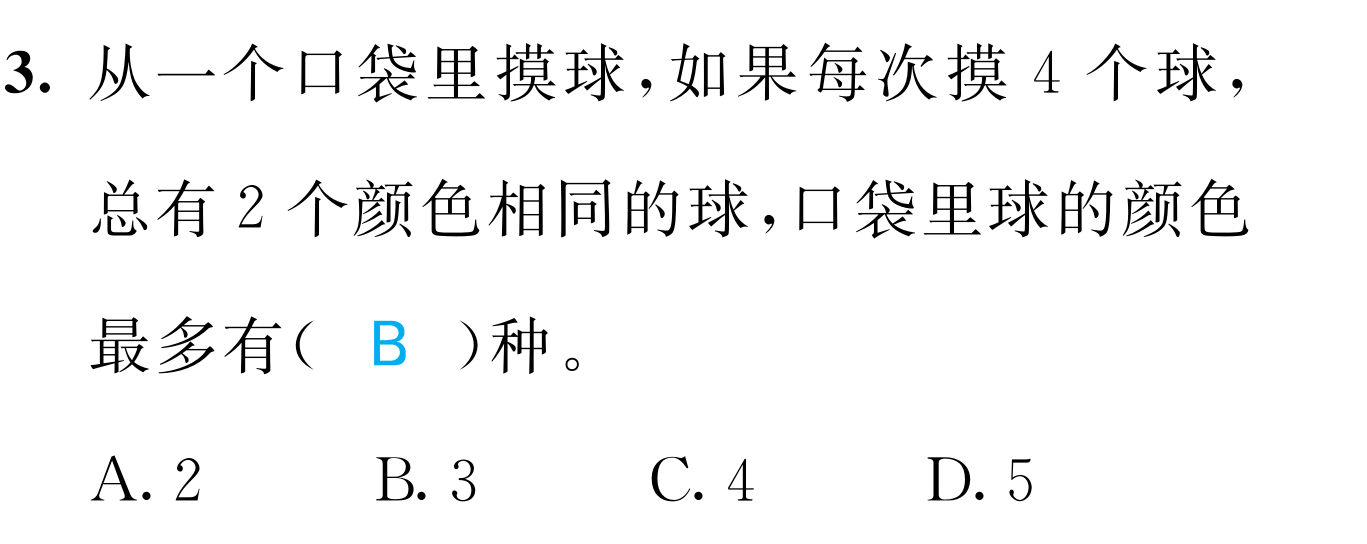 3. 从一个口袋里摸球,如果每次摸 4 个球,
总有 2 个颜色相同的球,口袋里球的颜色
最多有( B )种。
A. 2 B. 3 C. 4 D. 5